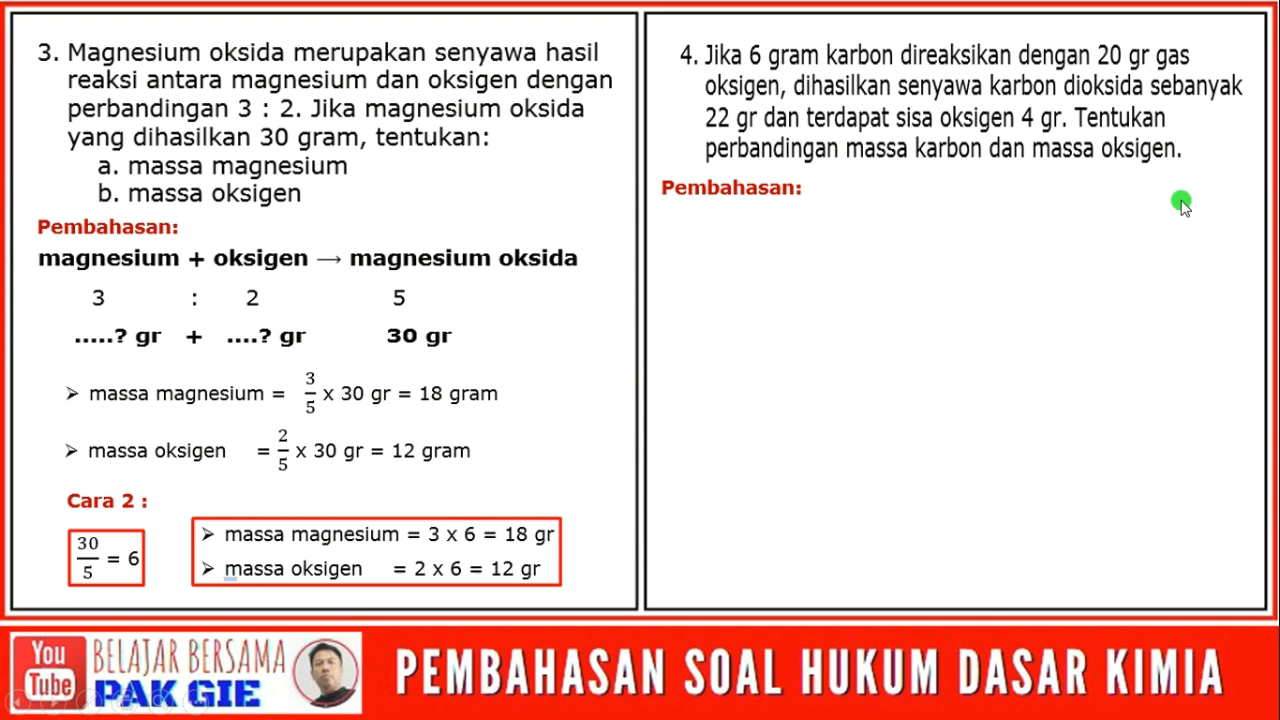 3. Magnesium oksida merupakan senyawa hasil
reaksi antara magnesium dan oksigen dengan
perbandingan 3 : 2. Jika magnesium oksida
yang dihasilkan 30 gram, tentukan:
a. massa magnesium
b. massa oksigen
Pembahasan:
magnesium + oksigen → magnesium oksida
3 : 2 5
.....? gr + ....? gr 30 gr
➢ massa magnesium = 3/5 x 30 gr = 18 gram
➢ massa oksigen = 2/5 x 30 gr = 12 gram
Cara 2 :
30/5 = 6
➢ massa magnesium = 3 x 6 = 18 gr
➢ massa oksigen = 2 x 6 = 12 gr
4. Jika 6 gram karbon direaksikan dengan 20 gr gas
oksigen, dihasilkan senyawa karbon dioksida sebanyak
22 gr dan terdapat sisa oksigen 4 gr. Tentukan
perbandingan massa karbon dan massa oksigen.
Pembahasan:
You
Tube
BELAJAR BERSAMA
PAK GIE
PEMBAHASAN SOAL HUKUM DASAR KIMIA